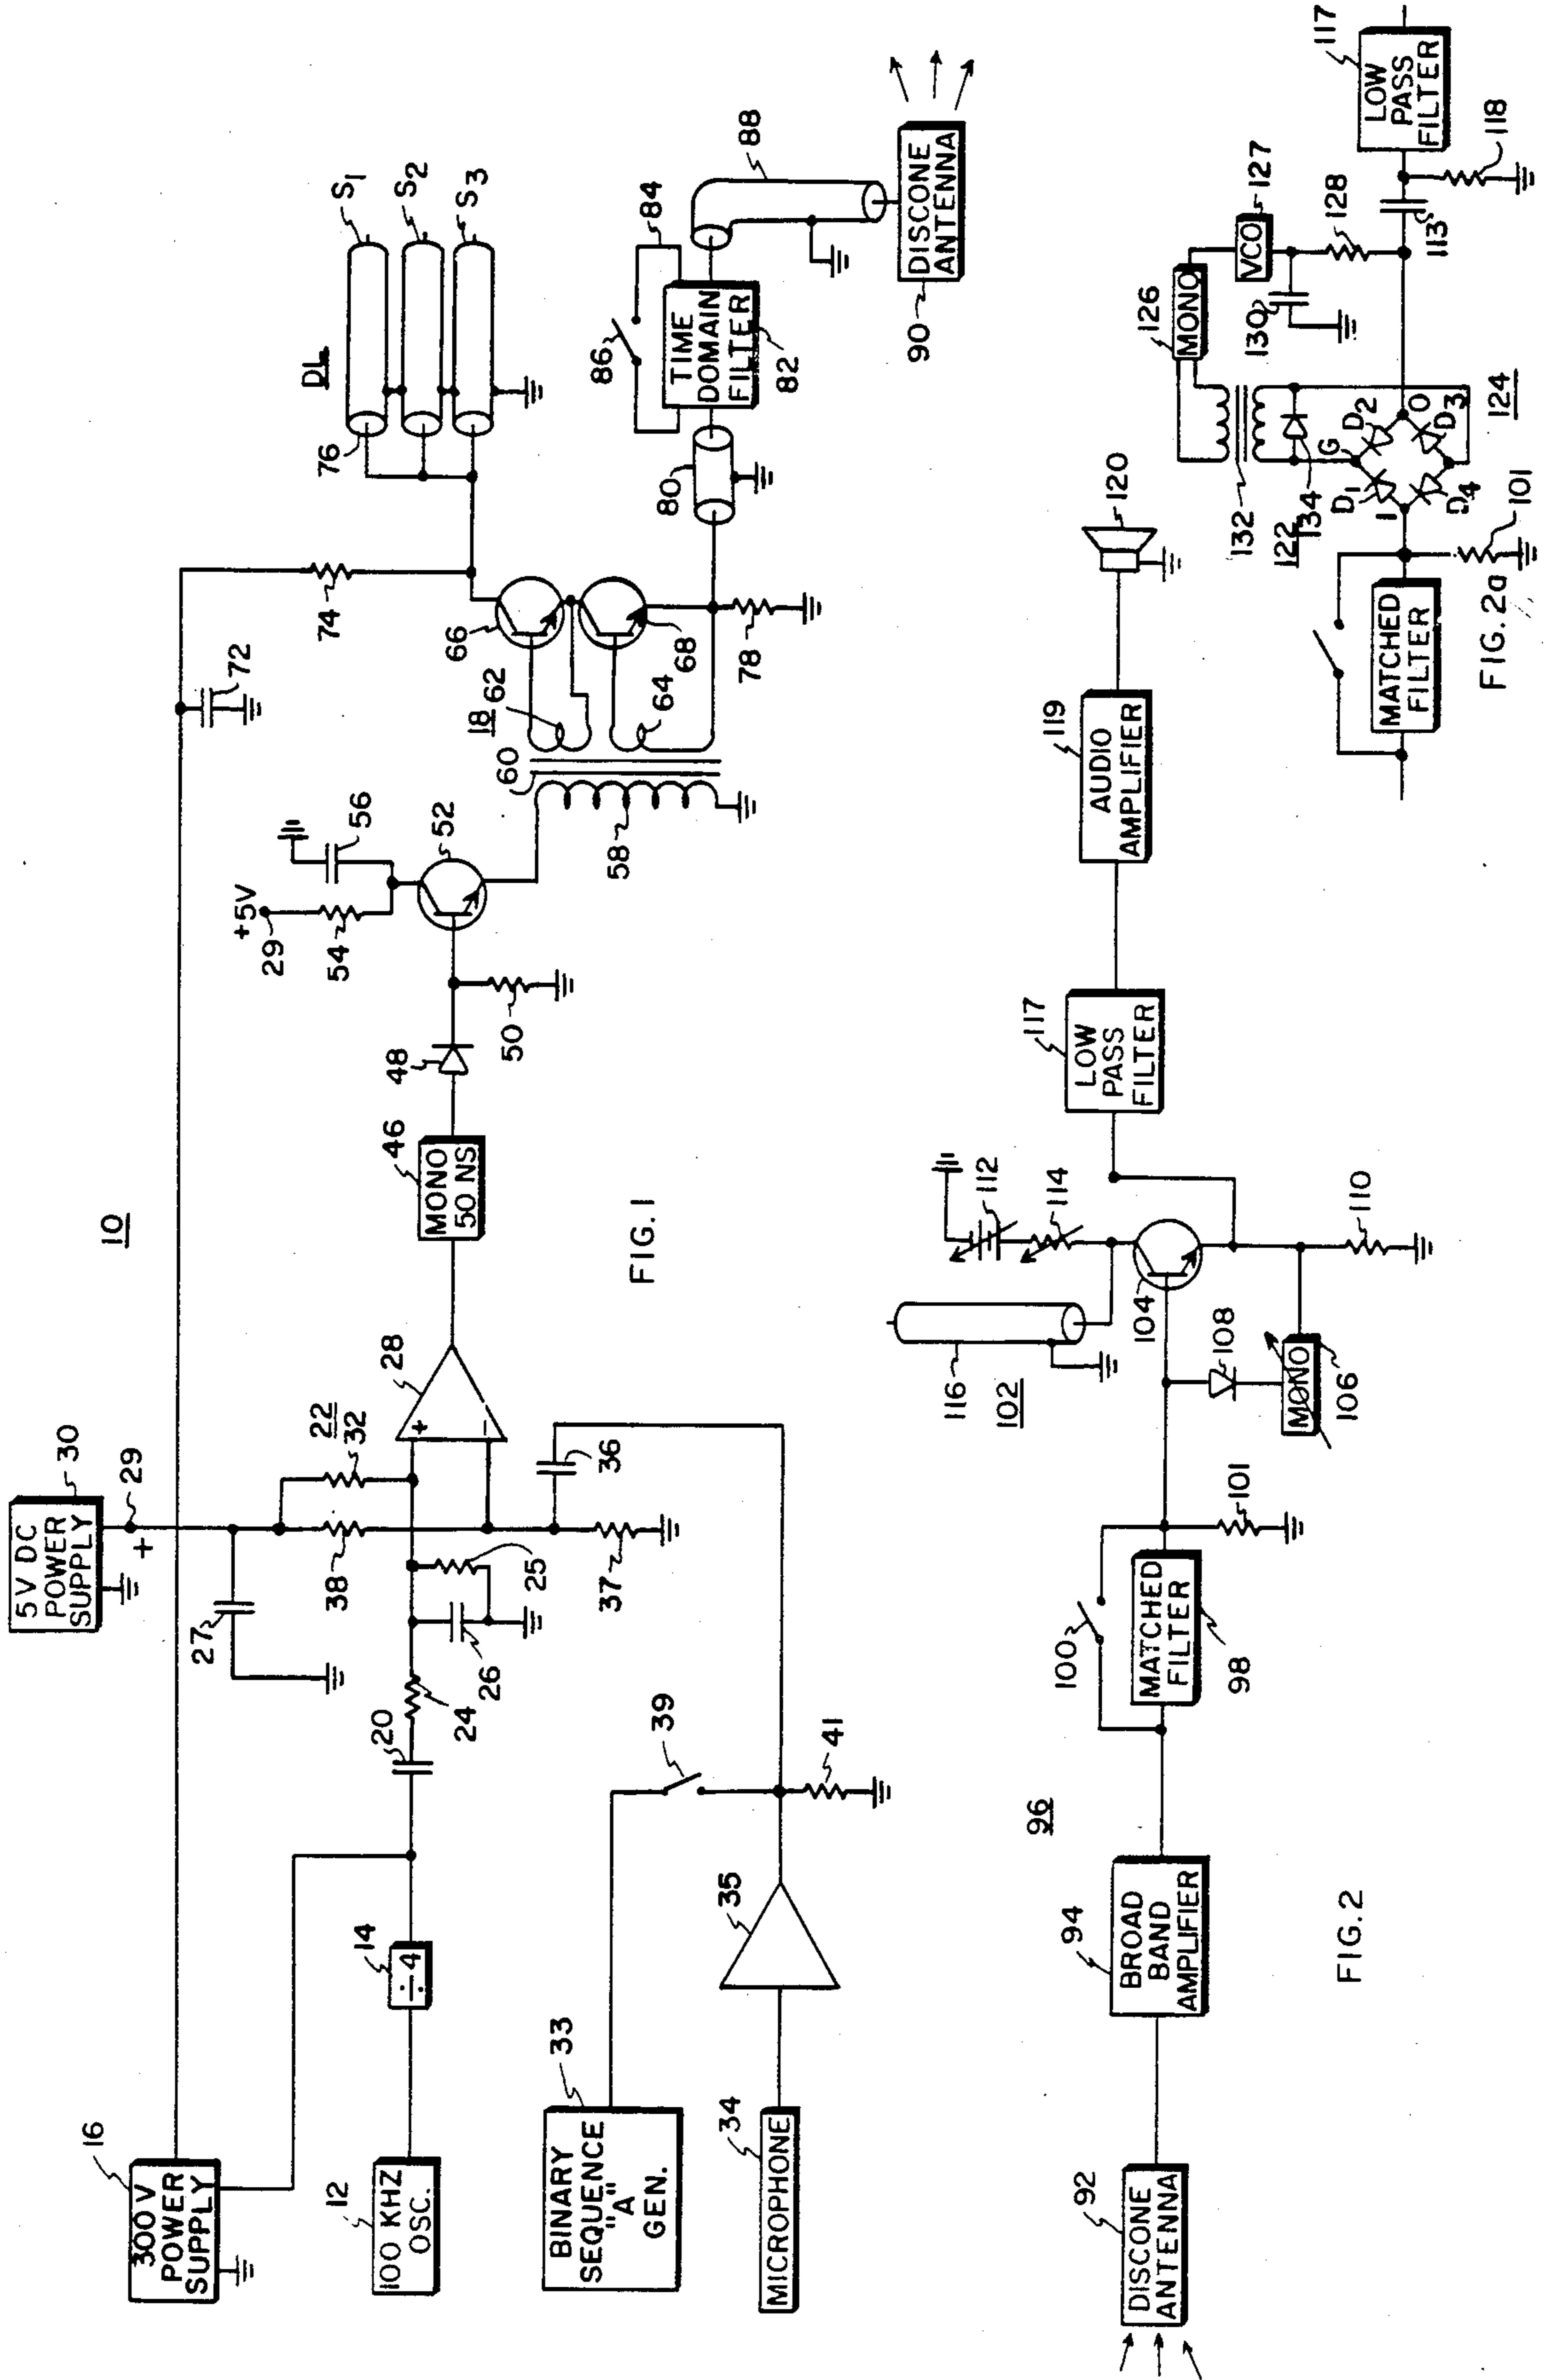 10
16
300 V
POWER
SUPPLY
12
100 KHZ
OSC.
14
÷4
20
24
26
25
27
5V DC
POWER
SUPPLY
30
29
+
38
32
22
37
36
28
+
−
BINARY
SEQUENCE
"A"
GEN.
33
39
41
MICROPHONE
34
35
MONO
50 NS
46
48
50
+5V
29
54
56
52
58
60
18
62
64
66
68
72
74
78
76
DL
S1
S2
S3
80
TIME
DOMAIN
FILTER
82
84
86
88
DISCONE
ANTENNA
90
FIG. 1
DISCONE
ANTENNA
92
BROAD
BAND
AMPLIFIER
94
96
MATCHED
FILTER
98
100
101
102
104
MONO
106
108
110
112
114
116
LOW
PASS
FILTER
117
AUDIO
AMPLIFIER
119
120
FIG. 2
MATCHED
FILTER
101
I
D1
D2
D3
D4
G
O
122
124
132
134
MONO
126
VCO
127
128
130
113
118
LOW
PASS
FILTER
117
FIG. 2a